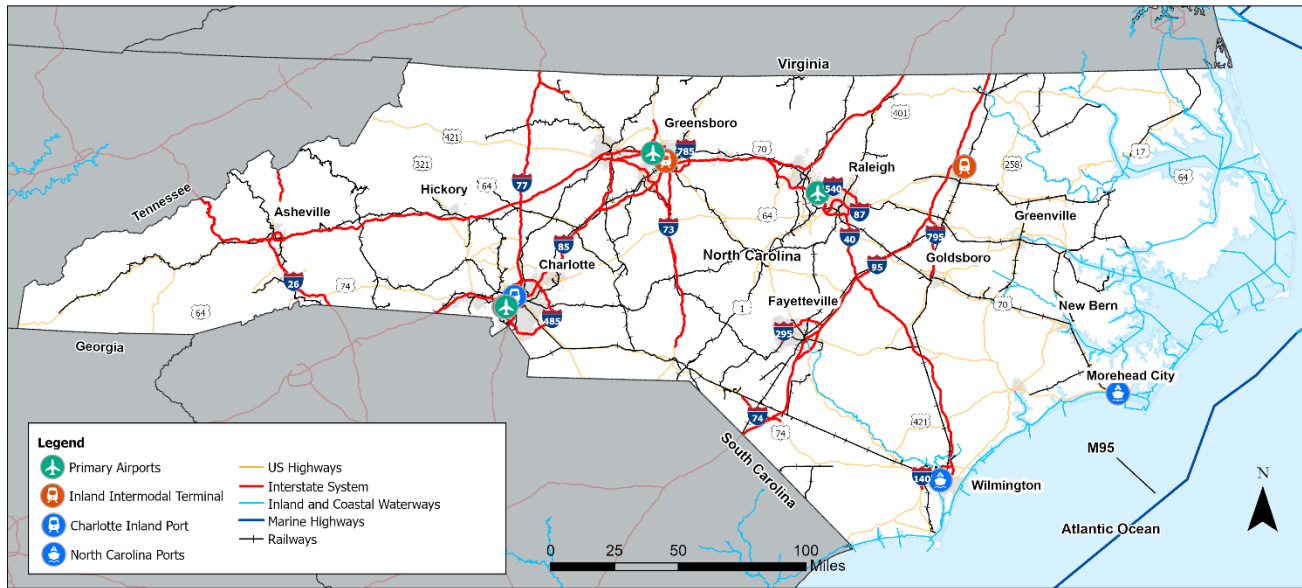 Virginia
401
Greensboro
421
785
70
17
321
Raleigh
258
Hickory
64
77
540
64
Tennessee
Asheville
64
87
Greenville
73
40
795
85
North Carolina
95
Goldsboro
Charlotte
26
74
70
New Bern
1
Fayetteville
64
485
295
Georgia
Morehead City
74
421
74
South Carolina
M95
140
Wilmington
N
Atlantic Ocean
Legend
Primary Airports
Inland Intermodal Terminal
Charlotte Inland Port
North Carolina Ports
US Highways
Interstate System
Inland and Coastal Waterways
Marine Highways
Railways
0 25 50 100
Miles